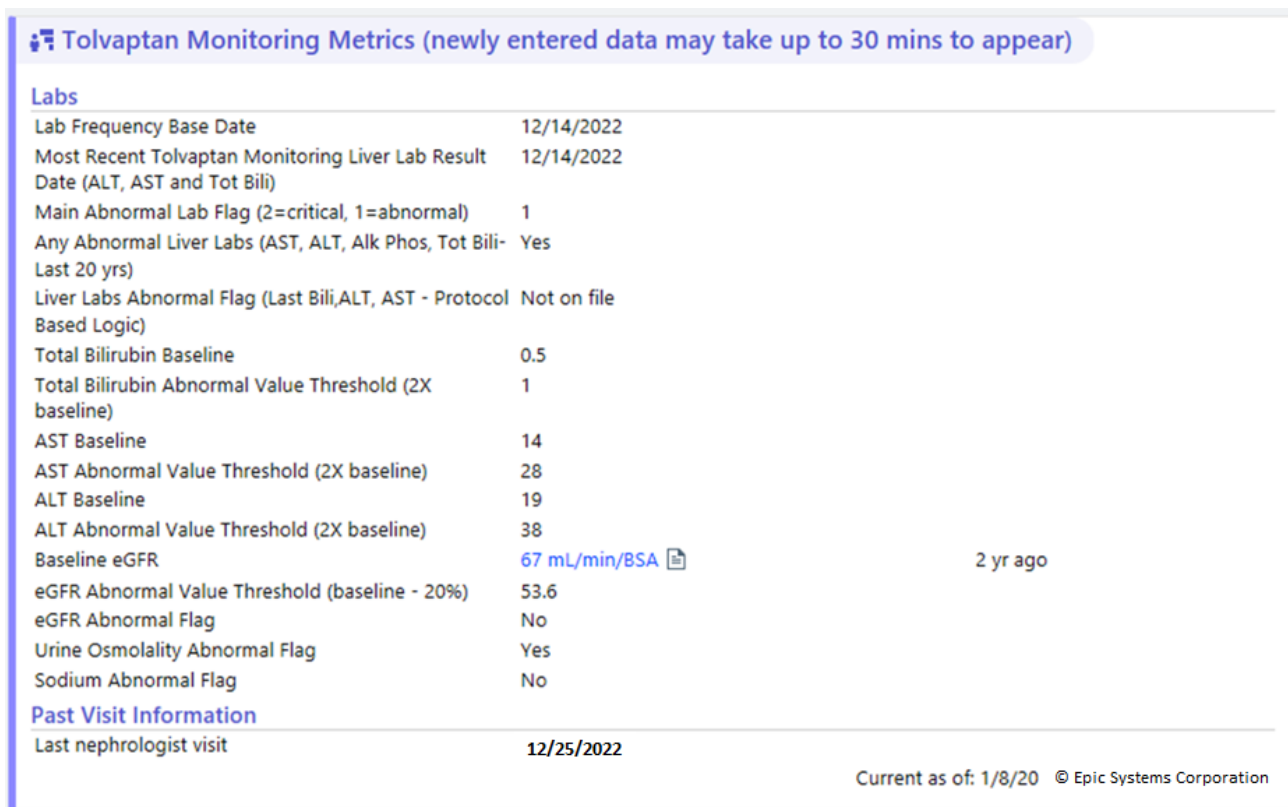 Tolvaptan Monitoring Metrics (newly entered data may take up to 30 mins to appear)
Labs
Lab Frequency Base Date 12/14/2022
Most Recent Tolvaptan Monitoring Liver Lab Result 12/14/2022
Date (ALT, AST and Tot Bili)
Main Abnormal Lab Flag (2=critical, 1=abnormal) 1
Any Abnormal Liver Labs (AST, ALT, Alk Phos, Tot Bili- Yes
Last 20 yrs)
Liver Labs Abnormal Flag (Last Bili,ALT, AST - Protocol Not on file
Based Logic)
Total Bilirubin Baseline 0.5
Total Bilirubin Abnormal Value Threshold (2X 1
baseline)
AST Baseline 14
AST Abnormal Value Threshold (2X baseline) 28
ALT Baseline 19
ALT Abnormal Value Threshold (2X baseline) 38
Baseline eGFR 67 mL/min/BSA 2 yr ago
eGFR Abnormal Value Threshold (baseline - 20%) 53.6
eGFR Abnormal Flag No
Urine Osmolality Abnormal Flag Yes
Sodium Abnormal Flag No
Past Visit Information
Last nephrologist visit 12/25/2022
Current as of: 1/8/20 © Epic Systems Corporation